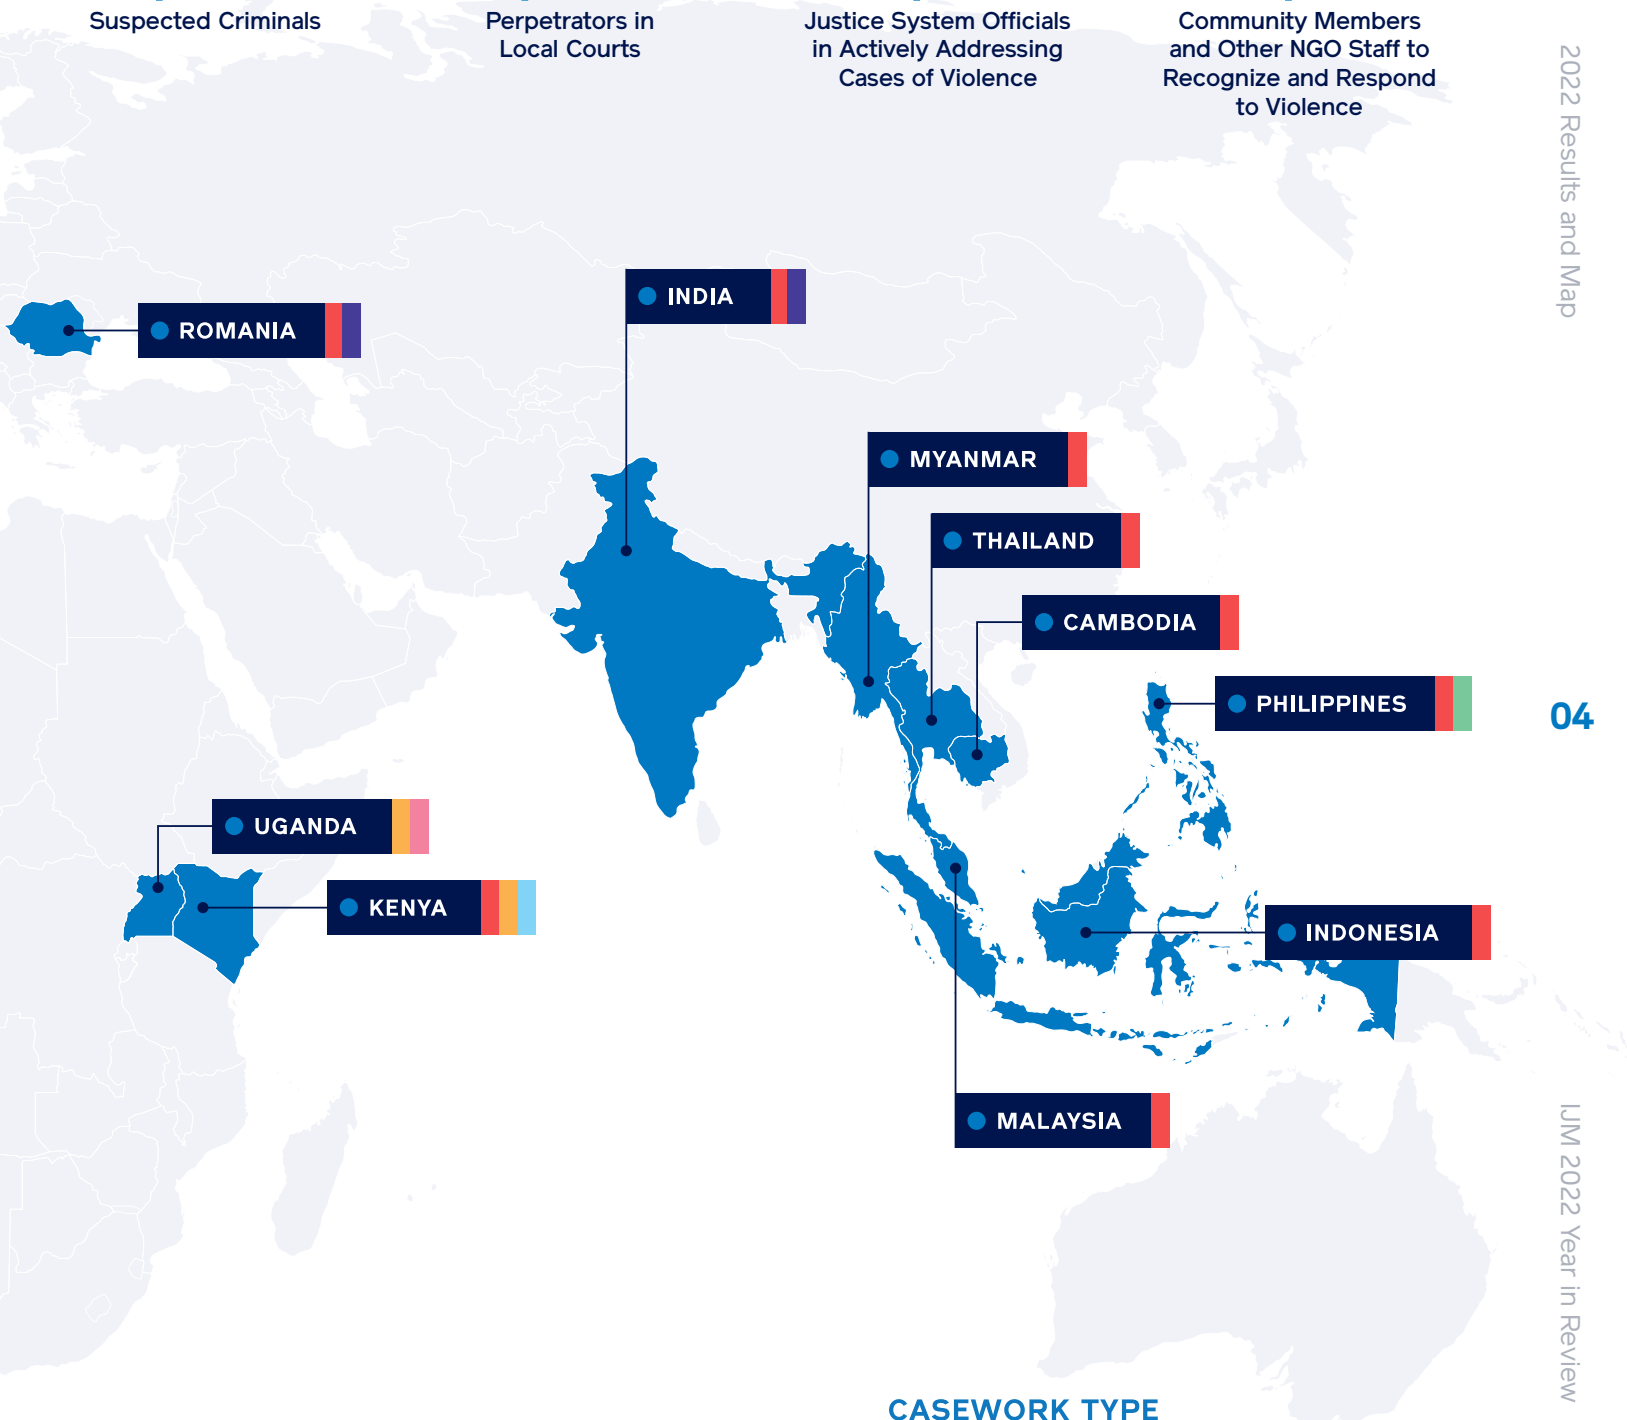 Suspected Criminals
Perpetrators in
Local Courts
Justice System Officials
in Actively Addressing
Cases of Violence
Community Members
and Other NGO Staff to
Recognize and Respond
to Violence
2022 Results and Map
INDIA
ROMANIA
MYANMAR
THAILAND
CAMBODIA
PHILIPPINES
04
UGANDA
KENYA
INDONESIA
MALAYSIA
IJM 2022 Year in Review
CASEWORK TYPE